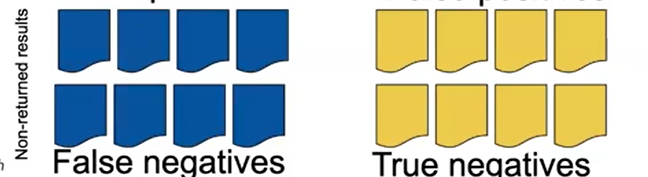 Non-returned results
False negatives
True negatives